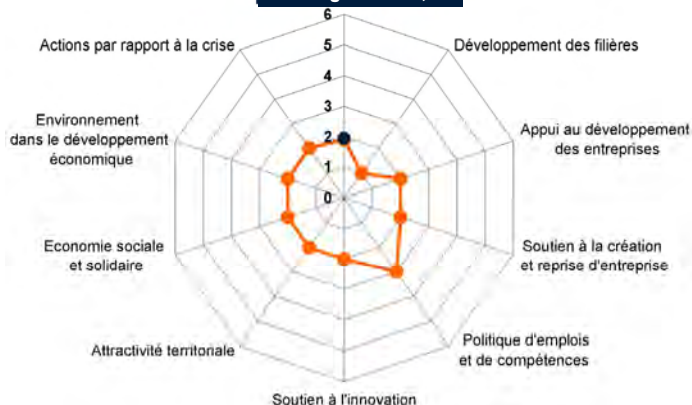 6
Actions par rapport à la crise
5
Développement des filières
4
3
Environnement
dans le développement
économique
2
Appui au développement
des entreprises
1
0
Economie sociale
et solidaire
Soutien à la création
et reprise d'entreprise
Attractivité territoriale
Politique d'emplois
et de compétences
Soutien à l'innovation